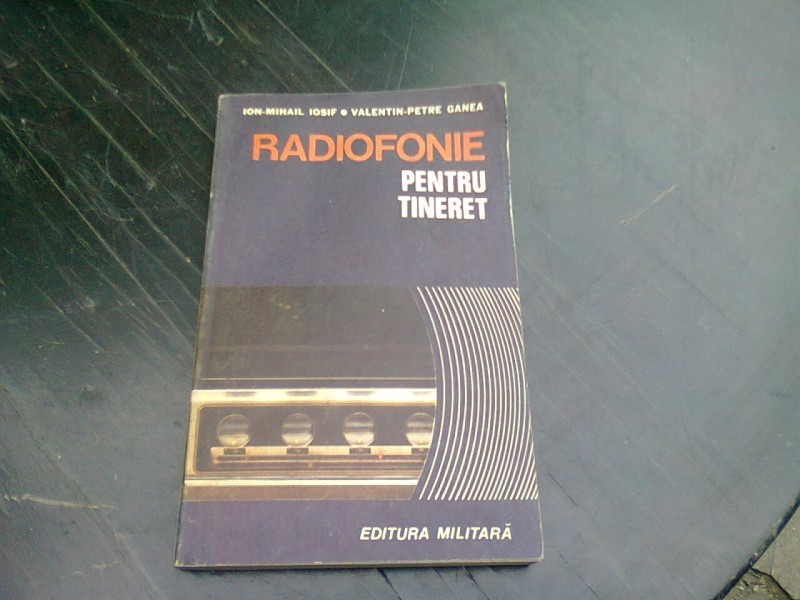 ION-MIHAIL IOSIF • VALENTIN-PETRE GANEA
RADIOFONIE
PENTRU
TINERET
EDITURA MILITARĂ